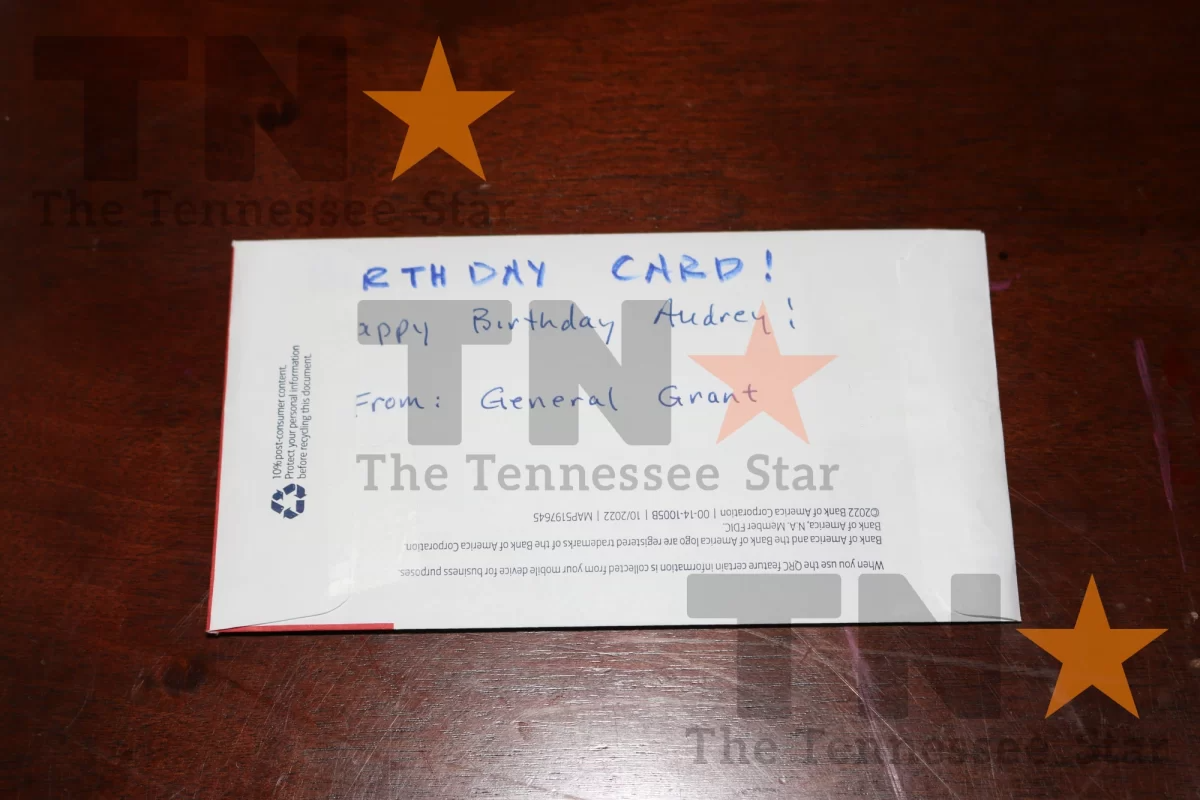 TN
The Tennessee Star
RTHDAY CARD!
appy Birthday Audrey!
From: General Grant
TN
The Tennessee Star
10% post-consumer content.
Protect your personal information
before recycling this document.
When you use the QRC feature certain information is collected from your mobile device for business purposes.
Bank of America and the Bank of America logo are registered trademarks of the Bank of America Corporation.
Bank of America, N.A. Member FDIC.
©2022 Bank of America Corporation | 00-14-1005B | 10/2022 | MAP5197645
TN
The Tennessee Star